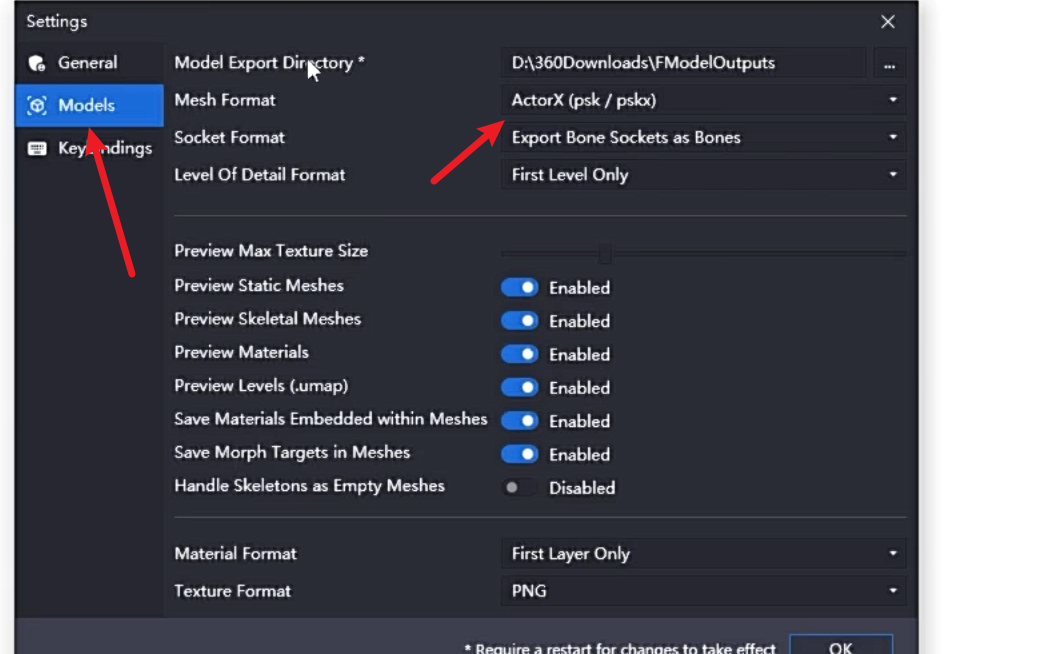 Settings
General
Models
Keybindings
Model Export Directory *
D:\360Downloads\FModelOutputs
...
Mesh Format
ActorX (psk / pskx)
Socket Format
Export Bone Sockets as Bones
Level Of Detail Format
First Level Only
Preview Max Texture Size
Preview Static Meshes
Enabled
Preview Skeletal Meshes
Enabled
Preview Materials
Enabled
Preview Levels (.umap)
Enabled
Save Materials Embedded within Meshes
Enabled
Save Morph Targets in Meshes
Enabled
Handle Skeletons as Empty Meshes
Disabled
Material Format
First Layer Only
Texture Format
PNG
* Require a restart for changes to take effect
OK